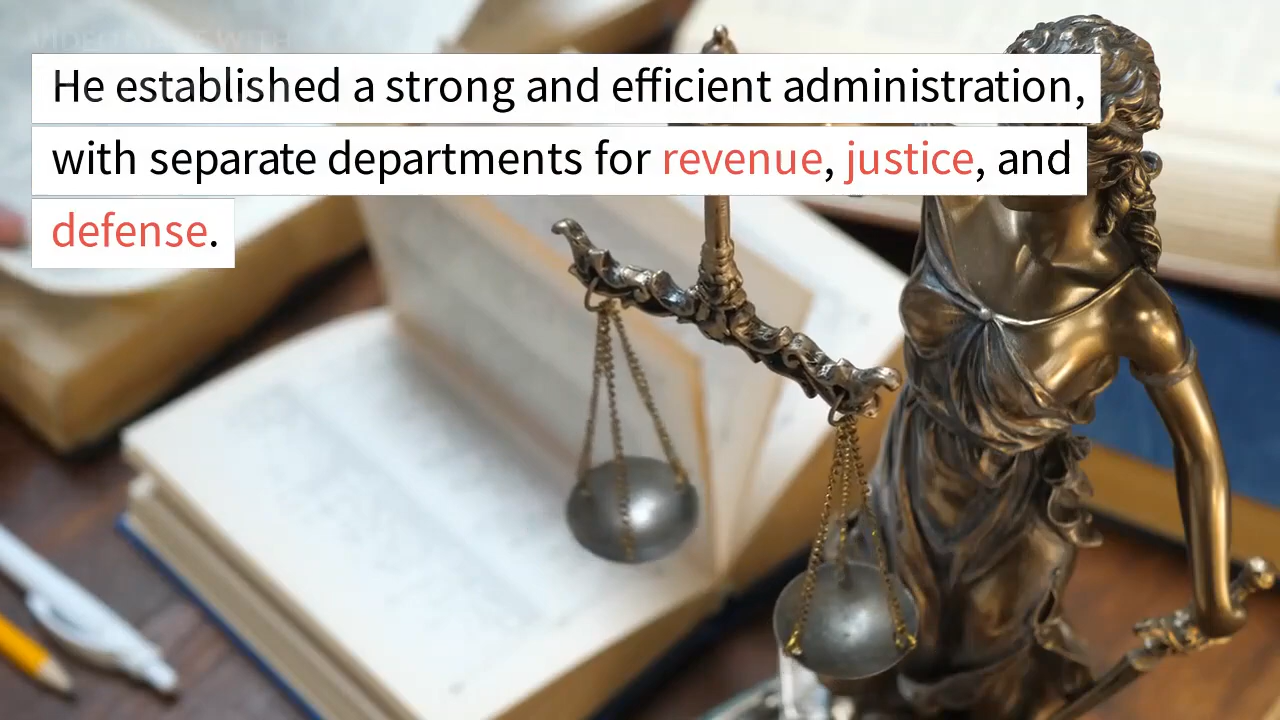 He established a strong and efficient administration,
with separate departments for revenue, justice, and
defense.